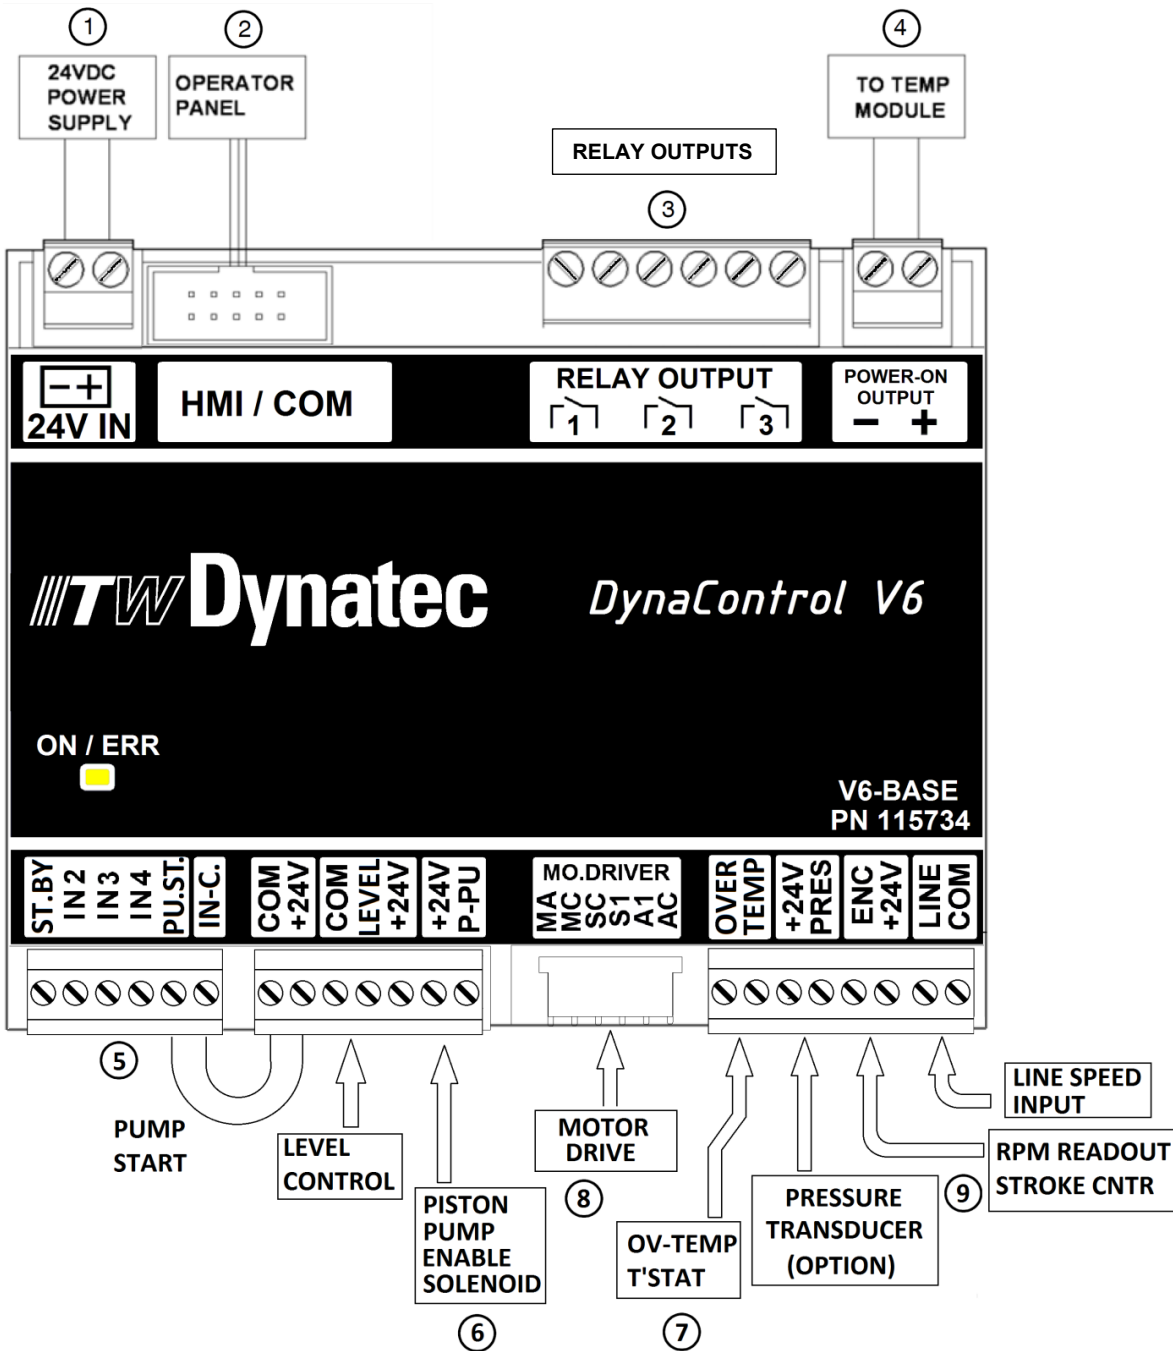 1
24VDC
POWER
SUPPLY
2
OPERATOR
PANEL
RELAY OUTPUTS
3
4
TO TEMP
MODULE
- +
24V IN
HMI / COM
RELAY OUTPUT
1 2 3
POWER-ON
OUTPUT
- +
ITW Dynatec
DynaControl V6
ON / ERR
V6-BASE
PN 115734
ST.BY
IN2
IN3
IN4
PU.ST.
IN-C.
COM
+24V
COM
LEVEL
+24V
+24V
P-PU
MO.DRIVER
MA
MC
SC
S1
A1
AC
OVER
TEMP
+24V
PRES
ENC
+24V
LINE
COM
5
PUMP
START
LEVEL
CONTROL
PISTON
PUMP
ENABLE
SOLENOID
6
MOTOR
DRIVE
8
OV-TEMP
T'STAT
7
PRESSURE
TRANSDUCER
(OPTION)
9
LINE SPEED
INPUT
RPM READOUT
STROKE CNTR